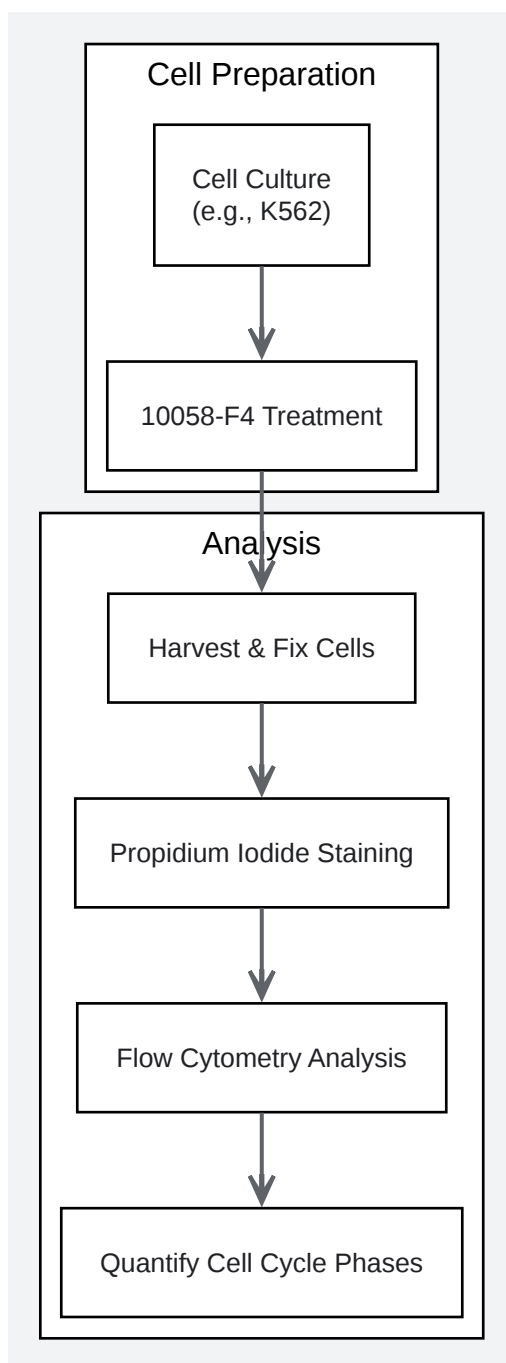 Cell Preparation
Cell Culture
(e.g., K562)
10058-F4 Treatment
Analysis
Harvest & Fix Cells
Propidium Iodide Staining
Flow Cytometry Analysis
Quantify Cell Cycle Phases